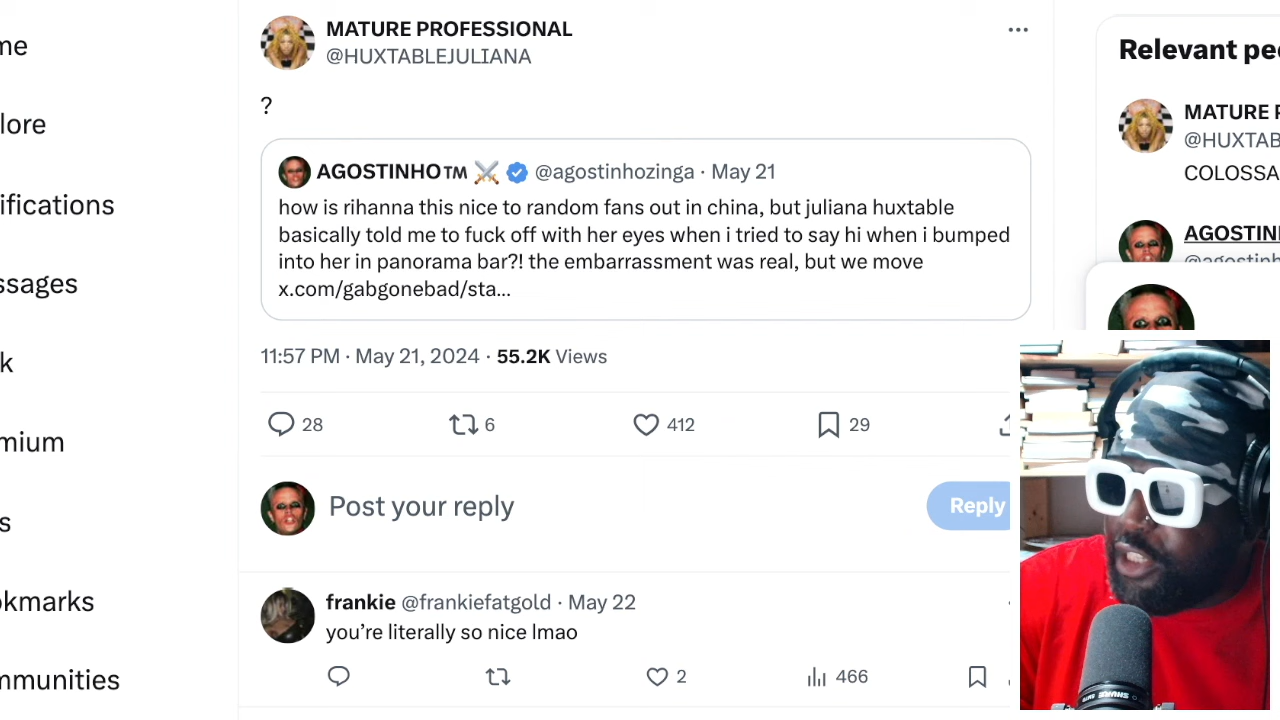 me
lore
ifications
ssages
k
mium
s
okmarks
mmunities
MATURE PROFESSIONAL
@HUXTABLEJULIANA
?
AGOSTINHO™ ⚔️ @agostinhozinga · May 21
how is rihanna this nice to random fans out in china, but juliana huxtable
basically told me to fuck off with her eyes when i tried to say hi when i bumped
into her in panorama bar?! the embarrassment was real, but we move
x.com/gabgonebad/sta...
11:57 PM · May 21, 2024 · 55.2K Views
28 6 412 29
Post your reply
Reply
frankie @frankiefatgold · May 22
you're literally so nice lmao
2 466
Relevant pe
MATURE P
@HUXTAB
COLOSSA
AGOSTIN
@agostinh
SHURE